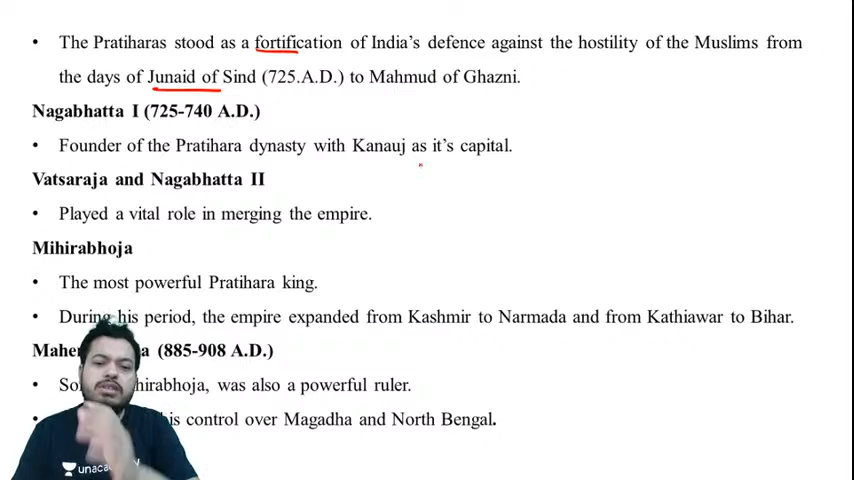 • The Pratiharas stood as a fortification of India's defence against the hostility of the Muslims from
the days of Junaid of Sind (725.A.D.) to Mahmud of Ghazni.
Nagabhatta I (725-740 A.D.)
• Founder of the Pratihara dynasty with Kanauj as it's capital.
Vatsaraja and Nagabhatta II
• Played a vital role in merging the empire.
Mihirabhoja
• The most powerful Pratihara king.
• During his period, the empire expanded from Kashmir to Narmada and from Kathiawar to Bihar.
(885-908 A.D.)
• was also a powerful ruler.
• control over Magadha and North Bengal.